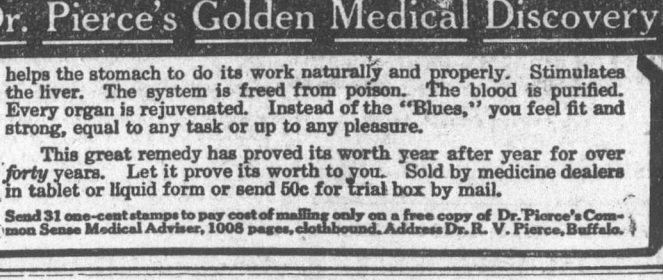 Dr. Pierce's Golden Medical Discovery
helps the stomach to do its work naturally and properly. Stimulates
the liver. The system is freed from poison. The blood is purified.
Every organ is rejuvenated. Instead of the "Blues," you feel fit and
strong, equal to any task or up to any pleasure.
This great remedy has proved its worth year after year for over
forty years. Let it prove its worth to you. Sold by medicine dealers
in tablet or liquid form or send 50c for trial box by mail.
Send 31 one-cent stamps to pay cost of mailing only on a free copy of Dr. Pierce's Com-
mon Sense Medical Adviser, 1008 pages, clothbound. Address Dr. R. V. Pierce, Buffalo.